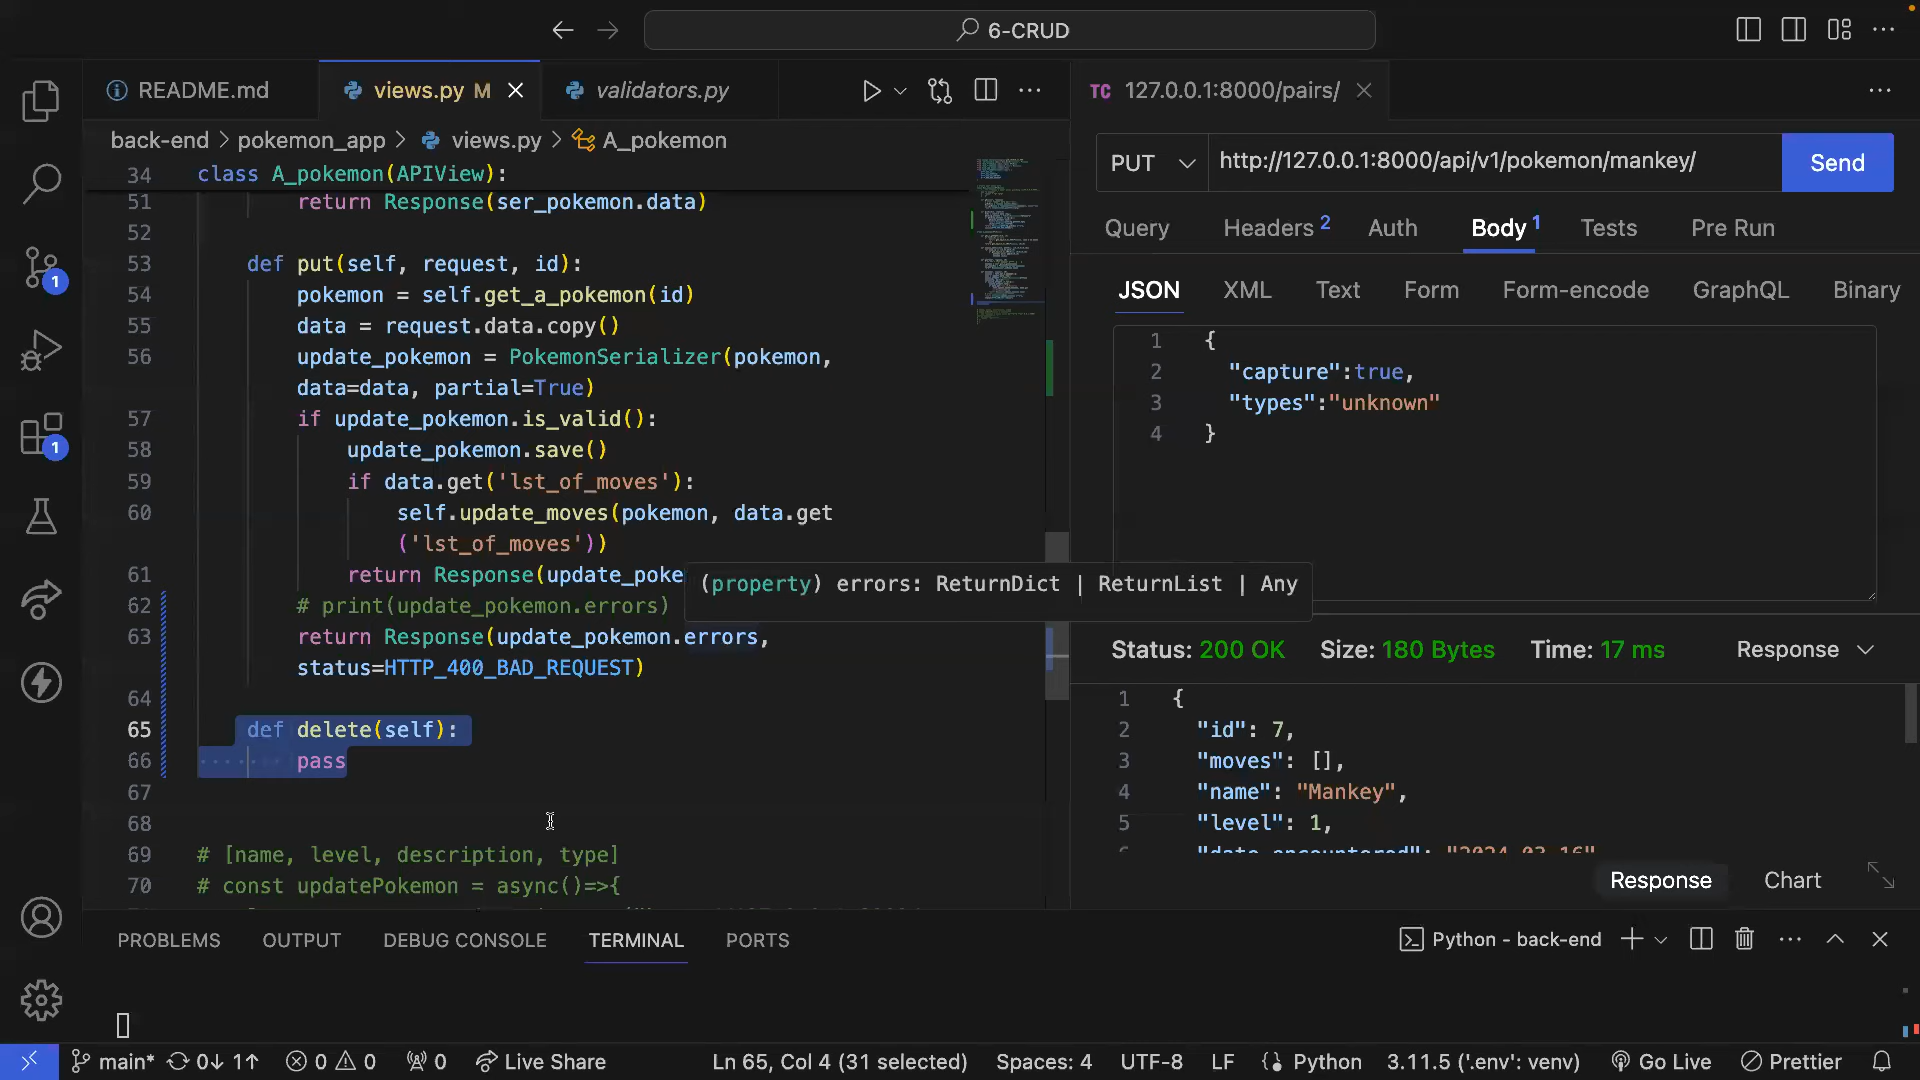 6-CRUD
README.md
views.py M
validators.py
TC 127.0.0.1:8000/pairs/
back-end > pokemon_app > views.py > A_pokemon
34 class A_pokemon(APIView):
51 return Response(ser_pokemon.data)
52
53 def put(self, request, id):
54 pokemon = self.get_a_pokemon(id)
55 data = request.data.copy()
56 update_pokemon = PokemonSerializer(pokemon,
data=data, partial=True)
57 if update_pokemon.is_valid():
58 update_pokemon.save()
59 if data.get('lst_of_moves'):
60 self.update_moves(pokemon, data.get
('lst_of_moves'))
61 return Response(update_poke
(property) errors: ReturnDict | ReturnList | Any
62 # print(update_pokemon.errors)
63 return Response(update_pokemon.errors,
status=HTTP_400_BAD_REQUEST)
64
65 def delete(self):
66 pass
67
68
69 # [name, level, description, type]
70 # const updatePokemon = async()=>{
PUT http://127.0.0.1:8000/api/v1/pokemon/mankey/ Send
Query Headers 2 Auth Body 1 Tests Pre Run
JSON XML Text Form Form-encode GraphQL Binary
1 {
2 "capture":true,
3 "types":"unknown"
4 }
Status: 200 OK Size: 180 Bytes Time: 17 ms Response
1 {
2 "id": 7,
3 "moves": [],
4 "name": "Mankey",
5 "level": 1,
"date_encountered": "2024-03-16"
Response Chart
1
1
PROBLEMS OUTPUT DEBUG CONSOLE TERMINAL PORTS
Python - back-end
main* 0↓ 1↑ 0 0 0 Live Share Ln 65, Col 4 (31 selected) Spaces: 4 UTF-8 LF Python 3.11.5 ('.env': venv) Go Live Prettier